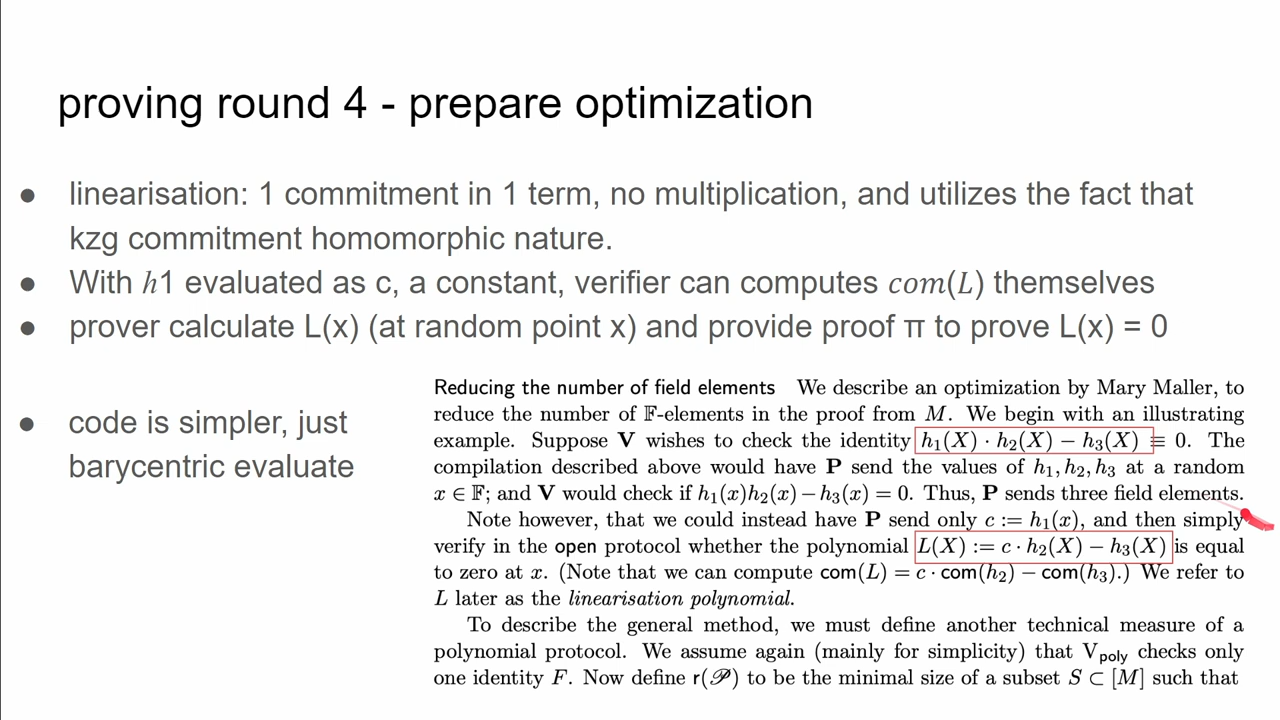 proving round 4 - prepare optimization
● linearisation: 1 commitment in 1 term, no multiplication, and utilizes the fact that
kzg commitment homomorphic nature.
● With ℎ1 evaluated as c, a constant, verifier can computes 𝑐𝑜𝑚(𝐿) themselves
● prover calculate L(x) (at random point x) and provide proof π to prove L(x) = 0
● code is simpler, just
barycentric evaluate
Reducing the number of field elements We describe an optimization by Mary Maller, to
reduce the number of 𝔽-elements in the proof from M. We begin with an illustrating
example. Suppose V wishes to check the identity h₁(X) · h₂(X) − h₃(X) ≡ 0. The
compilation described above would have P send the values of h₁, h₂, h₃ at a random
x ∈ 𝔽; and V would check if h₁(x)h₂(x) − h₃(x) = 0. Thus, P sends three field elements.
Note however, that we could instead have P send only c := h₁(x), and then simply
verify in the open protocol whether the polynomial L(X) := c · h₂(X) − h₃(X) is equal
to zero at x. (Note that we can compute com(L) = c · com(h₂) − com(h₃).) We refer to
L later as the linearisation polynomial.
To describe the general method, we must define another technical measure of a
polynomial protocol. We assume again (mainly for simplicity) that V_poly checks only
one identity F. Now define r(𝒫) to be the minimal size of a subset S ⊂ [M] such that